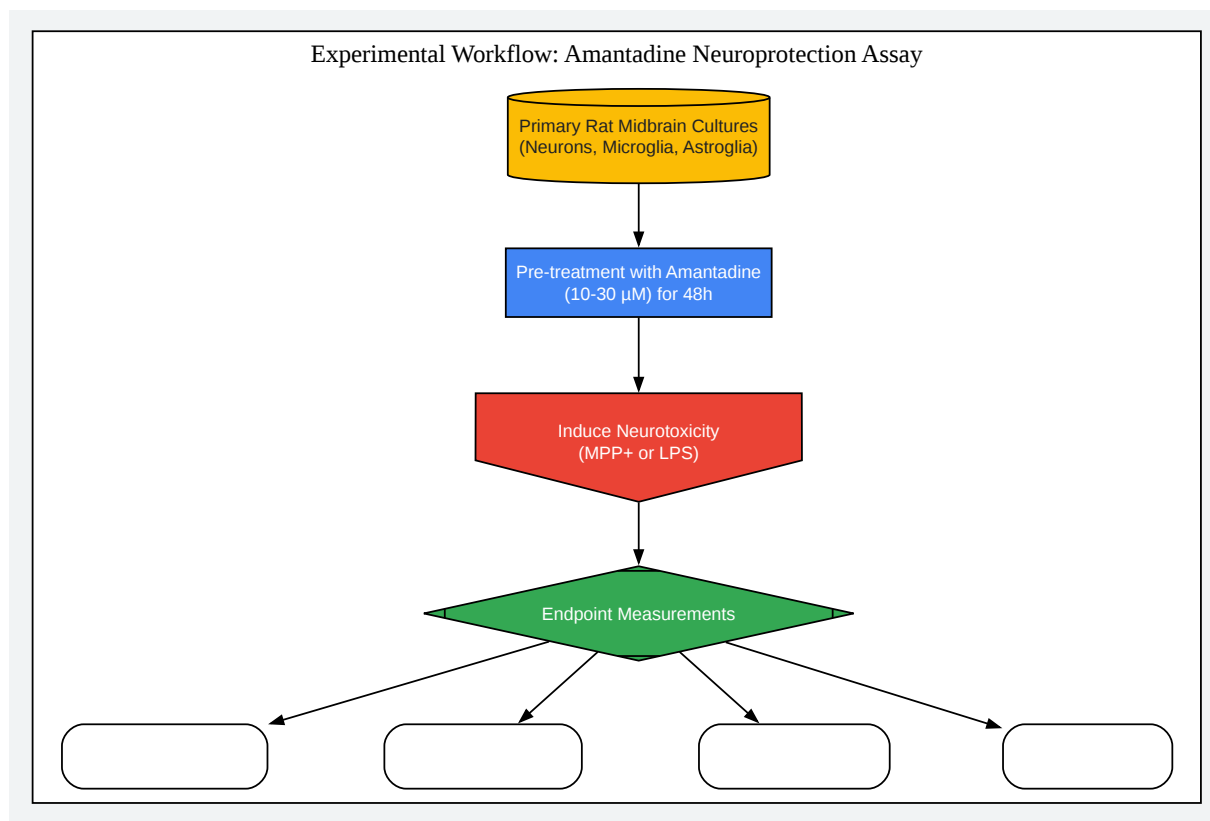 Experimental Workflow: Amantadine Neuroprotection Assay
Primary Rat Midbrain Cultures
(Neurons, Microglia, Astroglia)
Pre-treatment with Amantadine
(10-30 µM) for 48h
Induce Neurotoxicity
(MPP+ or LPS)
Endpoint Measurements